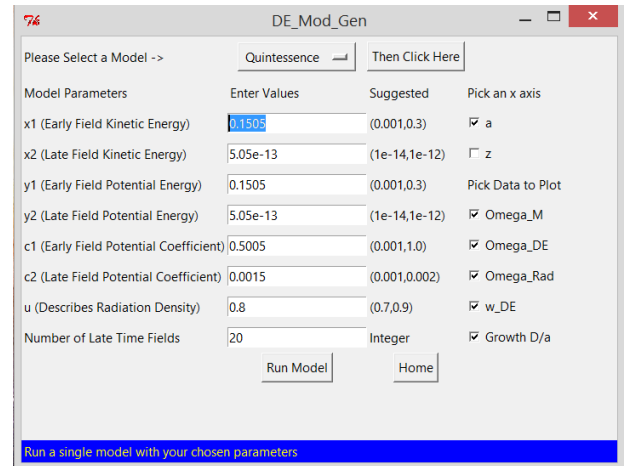 DE_Mod_Gen
Please Select a Model -> Quintessence Then Click Here
Model Parameters Enter Values Suggested Pick an x axis
x1 (Early Field Kinetic Energy) 0.1505 (0.001,0.3) a
x2 (Late Field Kinetic Energy) 5.05e-13 (1e-14,1e-12) z
y1 (Early Field Potential Energy) 0.1505 (0.001,0.3) Pick Data to Plot
y2 (Late Field Potential Energy) 5.05e-13 (1e-14,1e-12) Omega_M
c1 (Early Field Potential Coefficient) 0.5005 (0.001,1.0) Omega_DE
c2 (Late Field Potential Coefficient) 0.0015 (0.001,0.002) Omega_Rad
u (Describes Radiation Density) 0.8 (0.7,0.9) w_DE
Number of Late Time Fields 20 Integer Growth D/a
Run Model Home
Run a single model with your chosen parameters